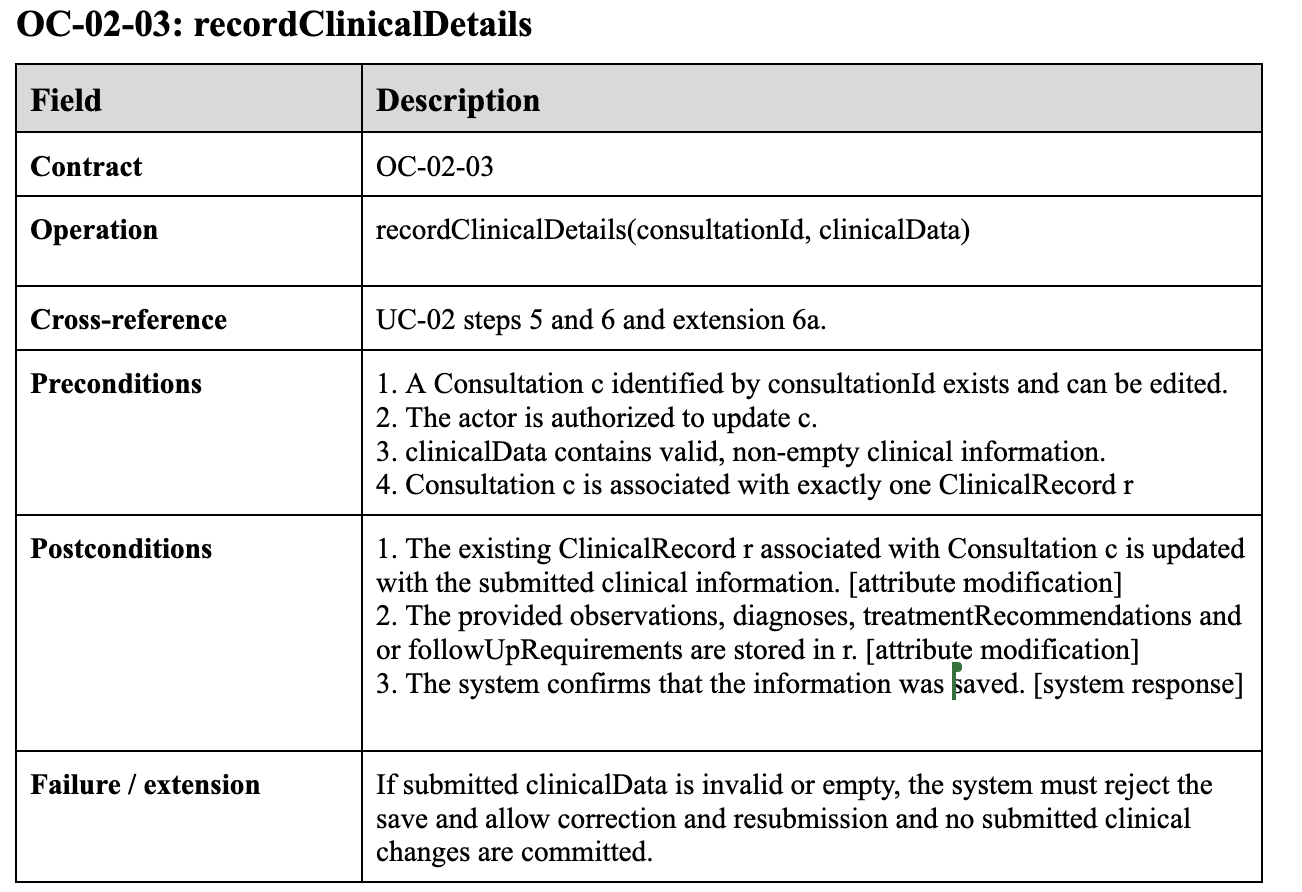 OC-02-03: recordClinicalDetails
Field
Description
Contract
OC-02-03
Operation
recordClinicalDetails(consultationId, clinicalData)
Cross-reference
UC-02 steps 5 and 6 and extension 6a.
Preconditions
1. A Consultation c identified by consultationId exists and can be edited.
2. The actor is authorized to update c.
3. clinicalData contains valid, non-empty clinical information.
4. Consultation c is associated with exactly one ClinicalRecord r
Postconditions
1. The existing ClinicalRecord r associated with Consultation c is updated
with the submitted clinical information. [attribute modification]
2. The provided observations, diagnoses, treatmentRecommendations and
or followUpRequirements are stored in r. [attribute modification]
3. The system confirms that the information was saved. [system response]
Failure / extension
If submitted clinicalData is invalid or empty, the system must reject the
save and allow correction and resubmission and no submitted clinical
changes are committed.